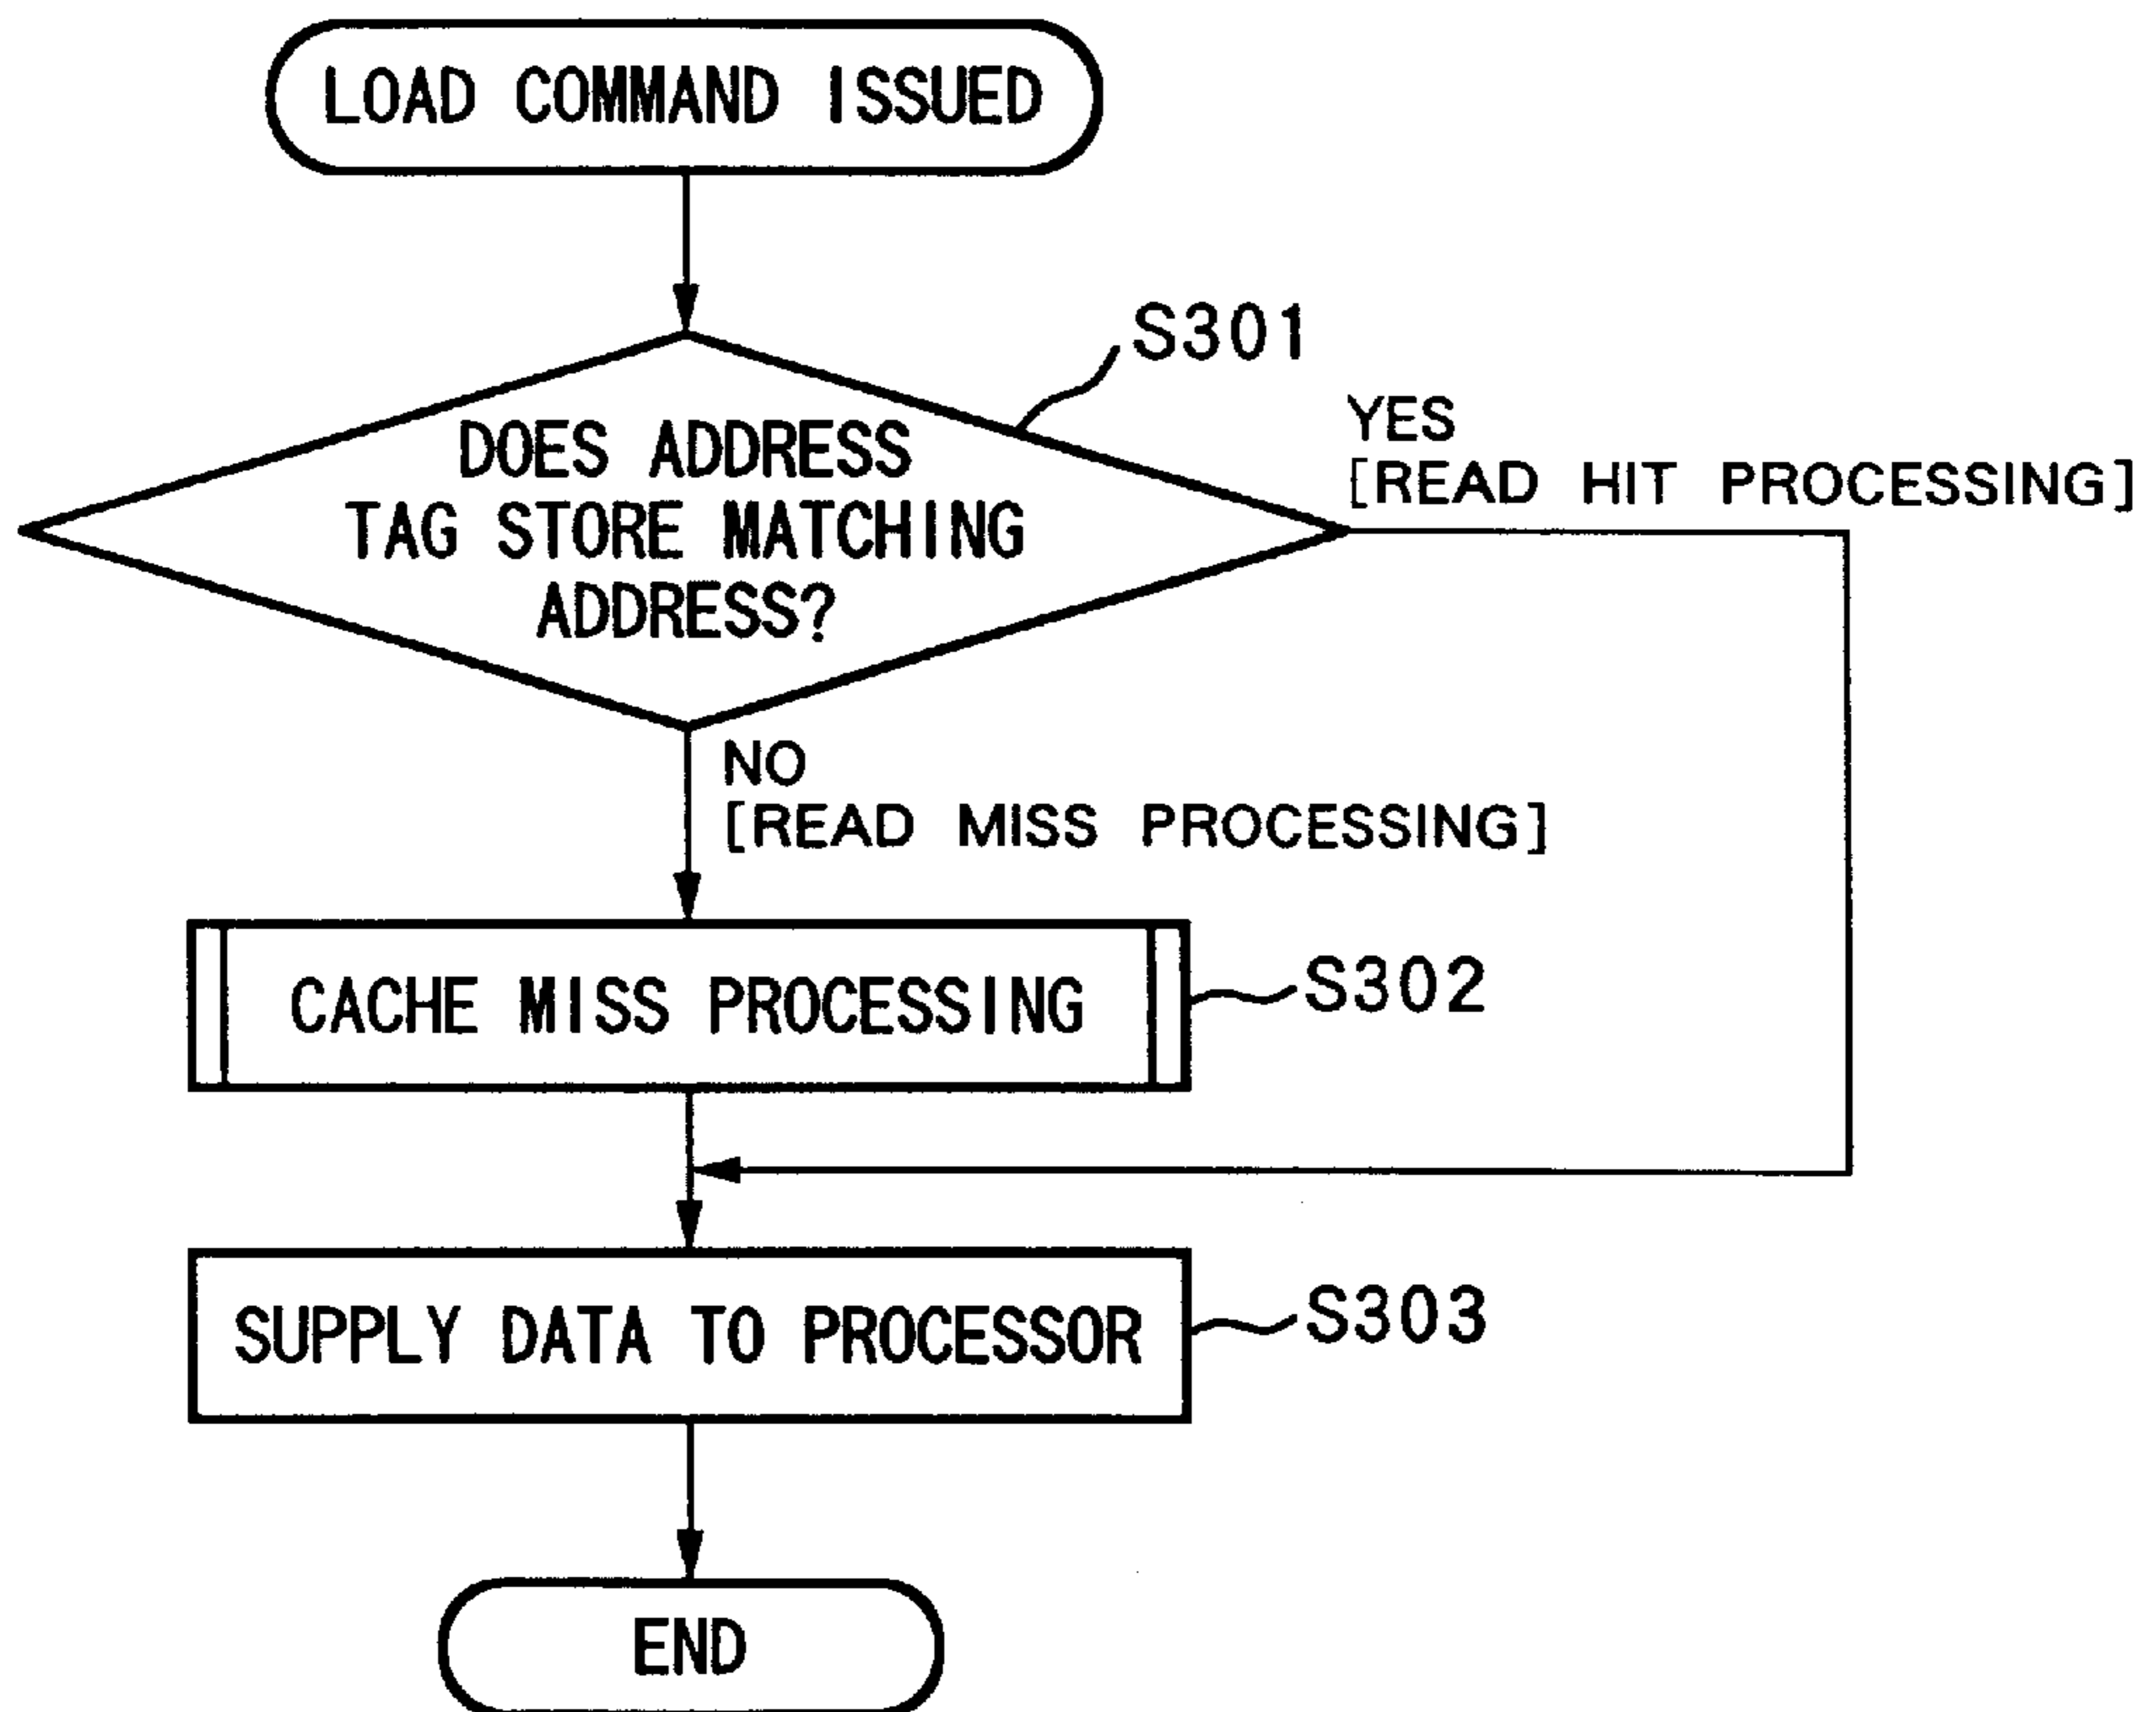 LOAD COMMAND ISSUED
S301
DOES ADDRESS
TAG STORE MATCHING
ADDRESS?
YES
[READ HIT PROCESSING]
NO
[READ MISS PROCESSING]
CACHE MISS PROCESSING
S302
SUPPLY DATA TO PROCESSOR
S303
END